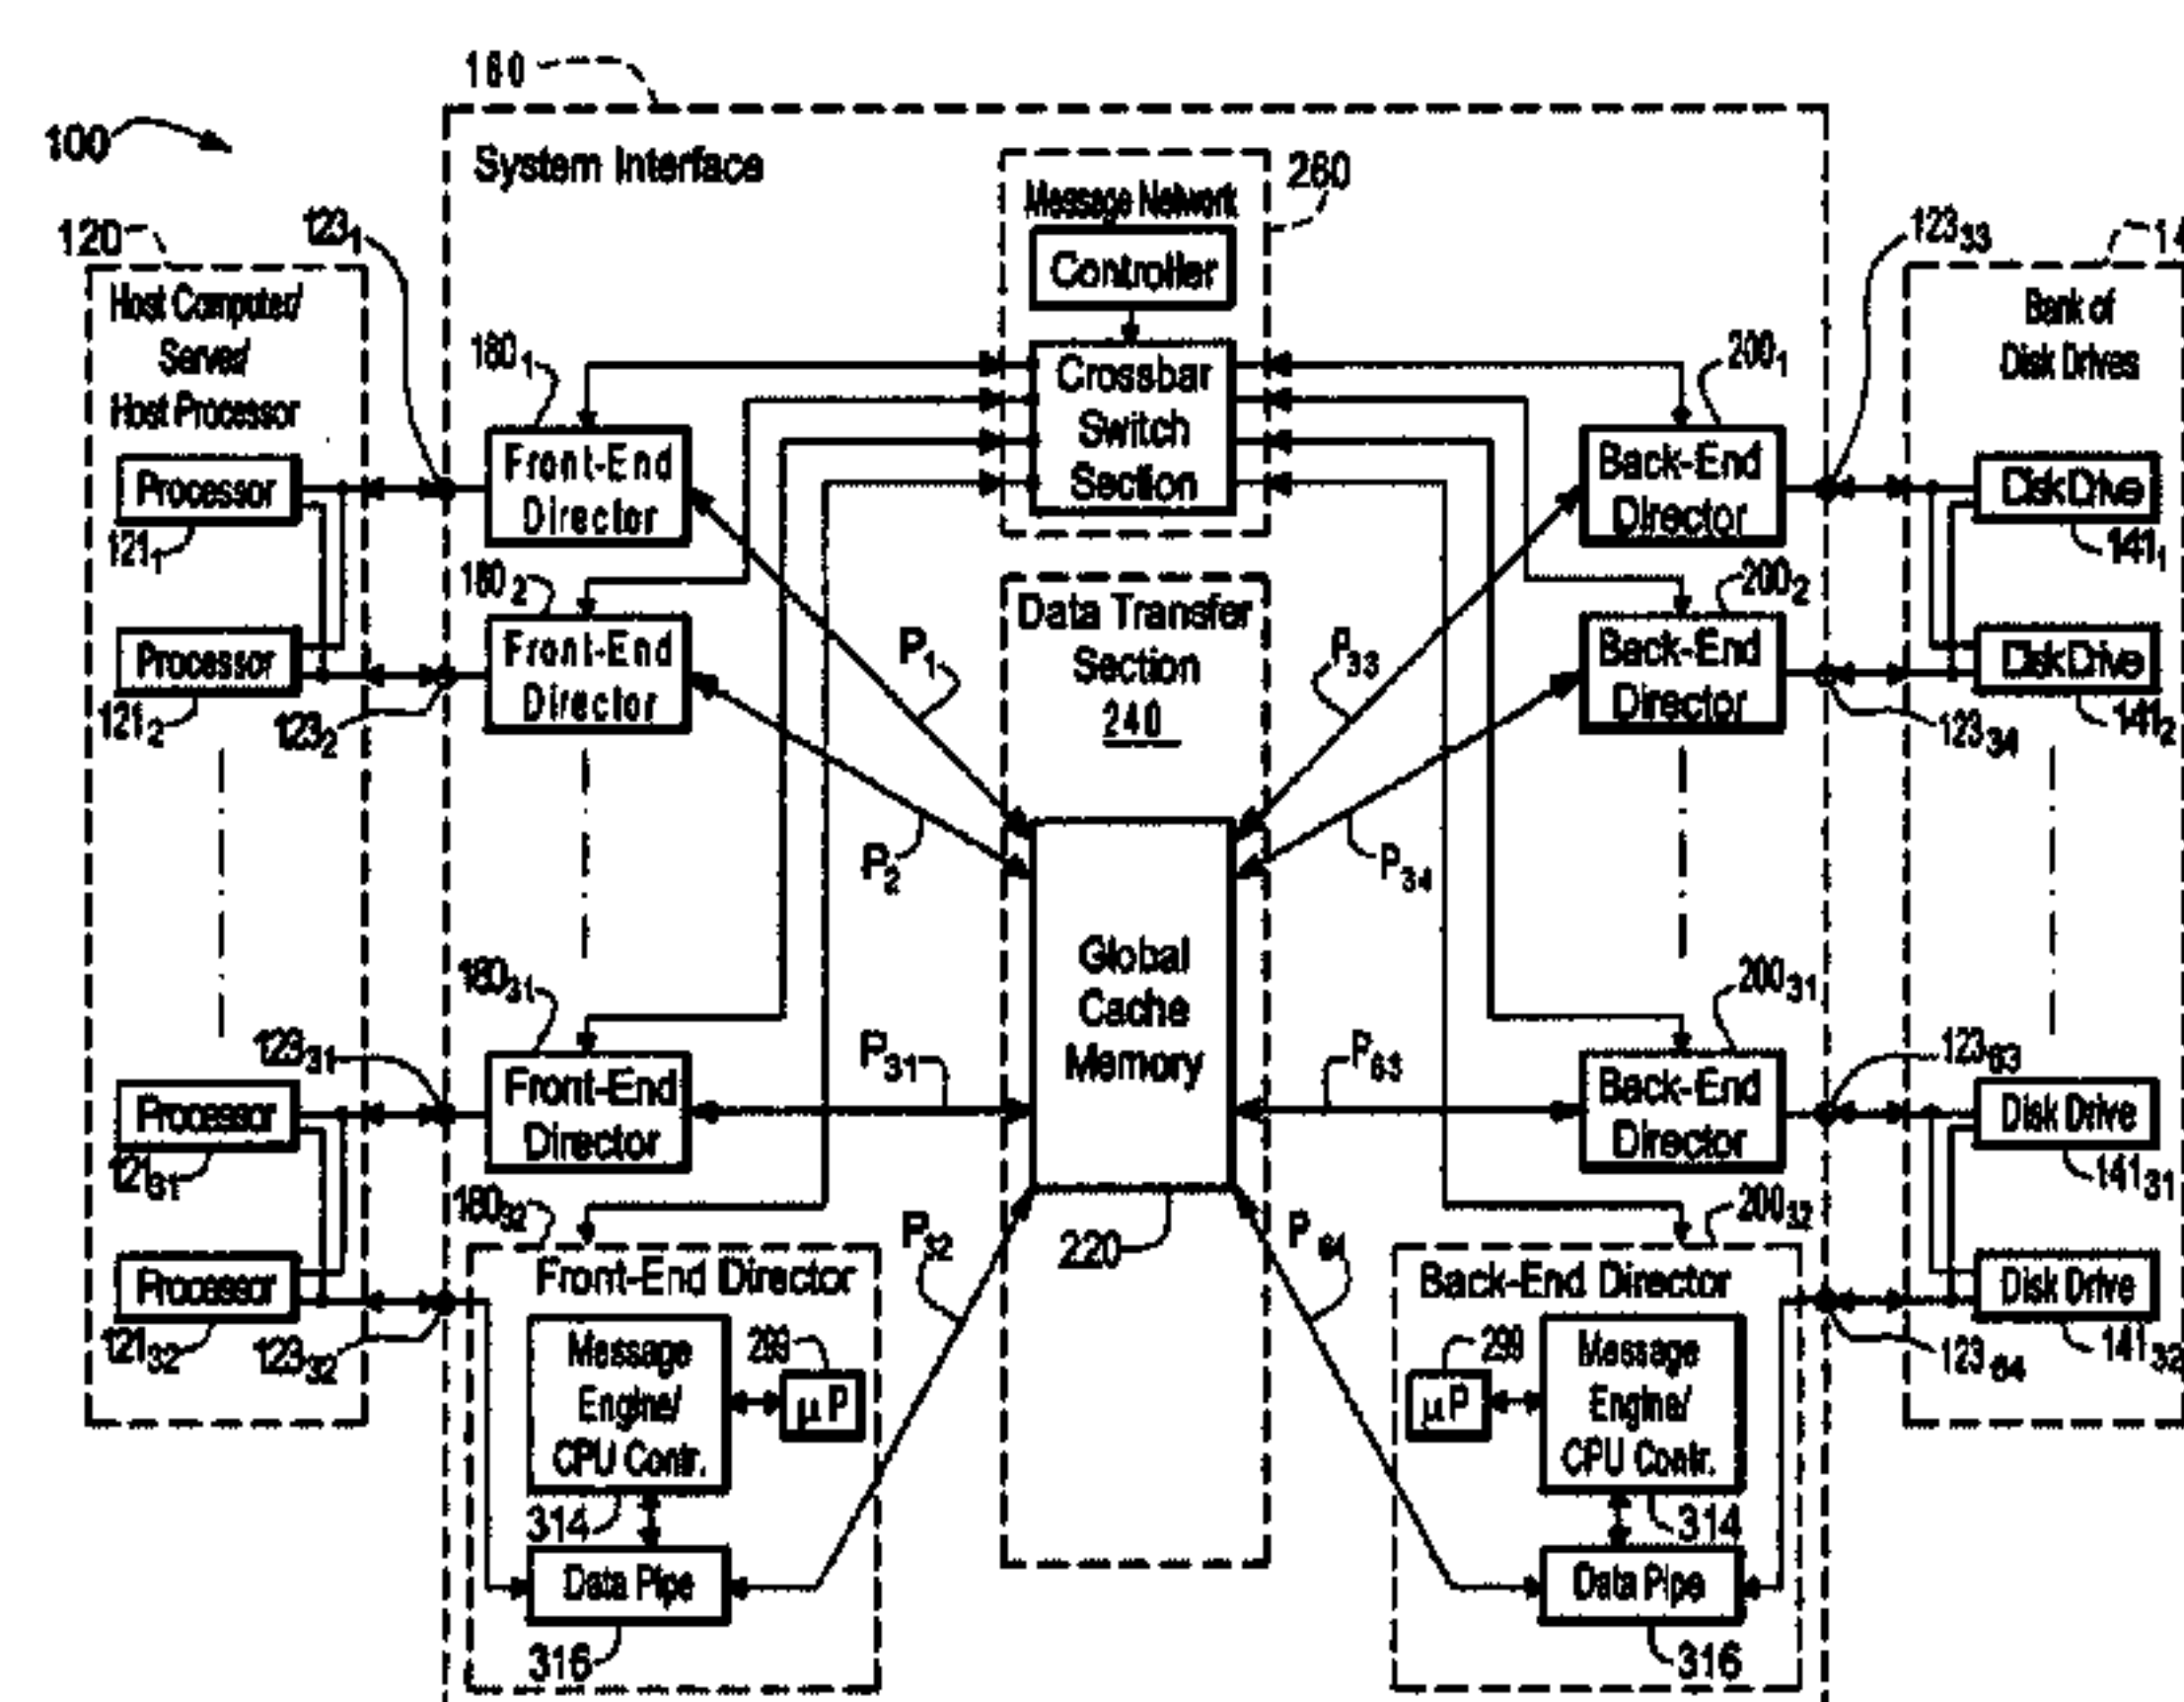 160
100
System Interface
260
Message Network
Controller
120
123₁
123₃₃
14
Host Computer/
Server/
Host Processor
Bank of
Disk Drives
180₁
Crossbar
Switch
Section
200₁
Processor
Front-End
Director
Back-End
Director
Disk Drive
121₁
141₁
180₂
200₂
Data Transfer
Section
240
Processor
Front-End
Director
Back-End
Director
Disk Drive
P₁
P₃₃
121₂
123₂
123₃₄
141₂
P₂
P₃₄
Global
Cache
Memory
180₃₁
200₃₁
123₃₁
P₃₁
P₆₃
123₆₃
Processor
Front-End
Director
Back-End
Director
Disk Drive
121₃₁
141₃₁
180₃₂
200₃₂
P₃₂
220
P₆₄
Processor
Front-End Director
Back-End Director
Disk Drive
121₃₂
123₃₂
123₆₄
141₃₂
Message
Engine/
CPU Contr.
299
µP
299
µP
Message
Engine/
CPU Contr.
314
314
Data Pipe
Data Pipe
316
316